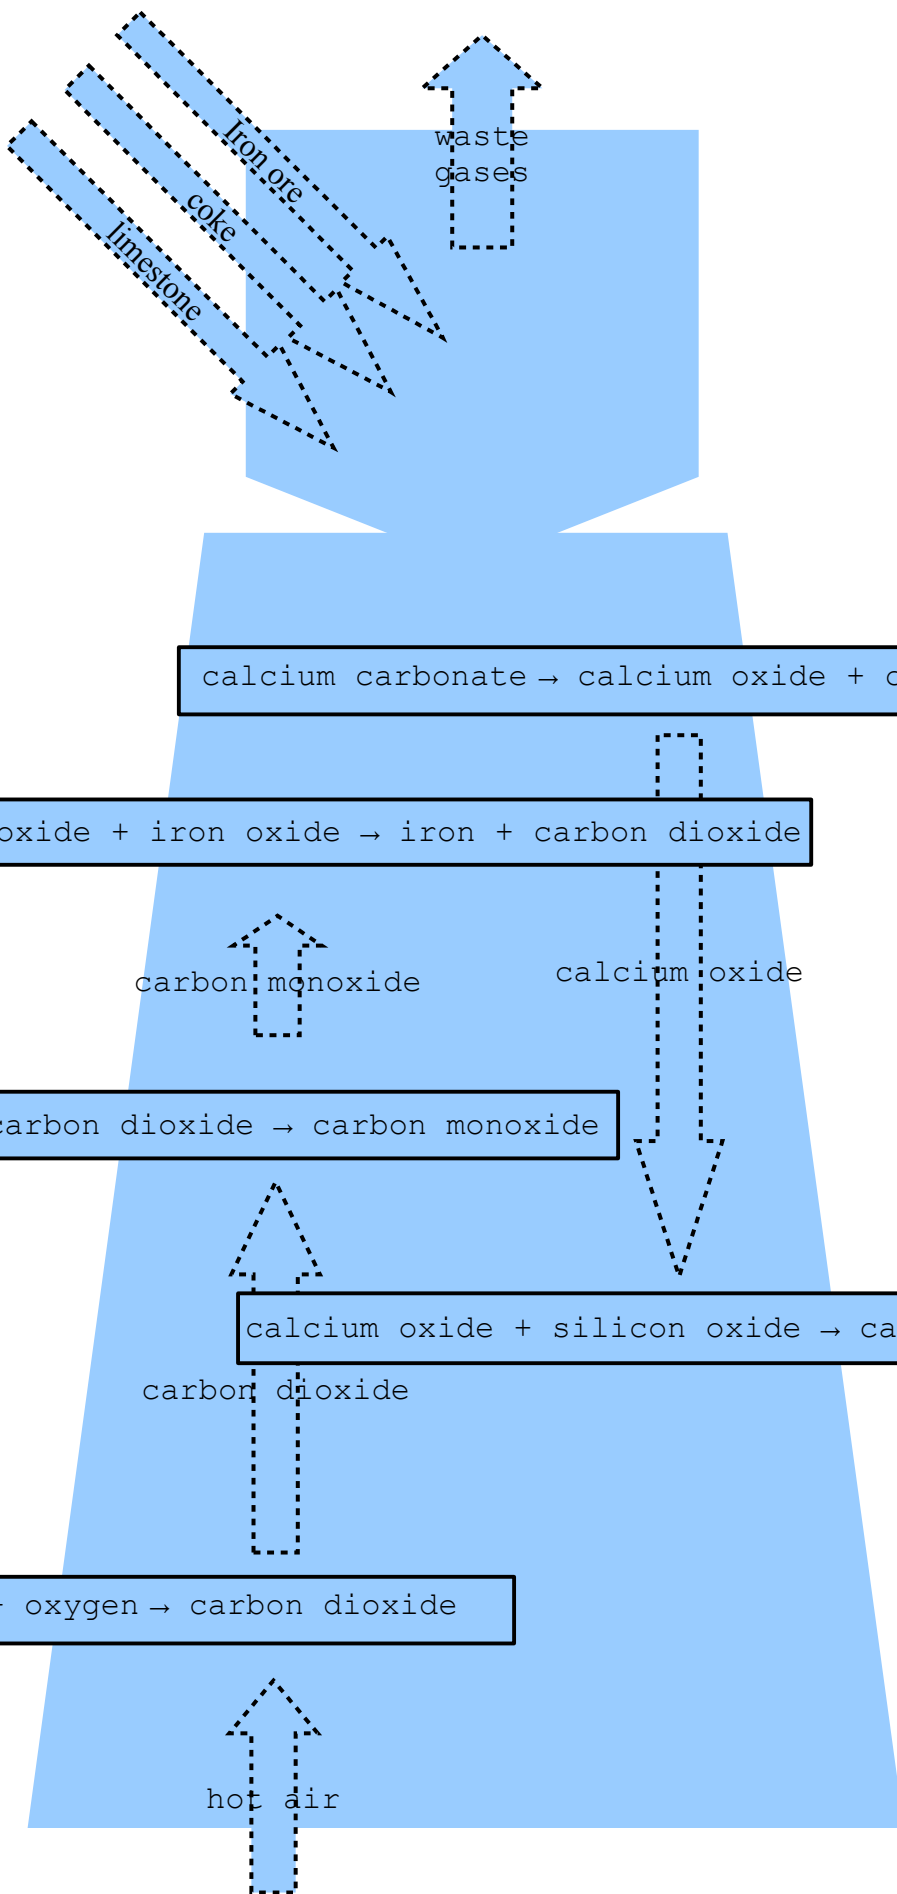 Iron ore
coke
limestone
waste
gases
calcium carbonate → calcium oxide + c
oxide + iron oxide → iron + carbon dioxide
carbon monoxide
calcium oxide
carbon dioxide → carbon monoxide
calcium oxide + silicon oxide → ca
carbon dioxide
+ oxygen → carbon dioxide
hot air